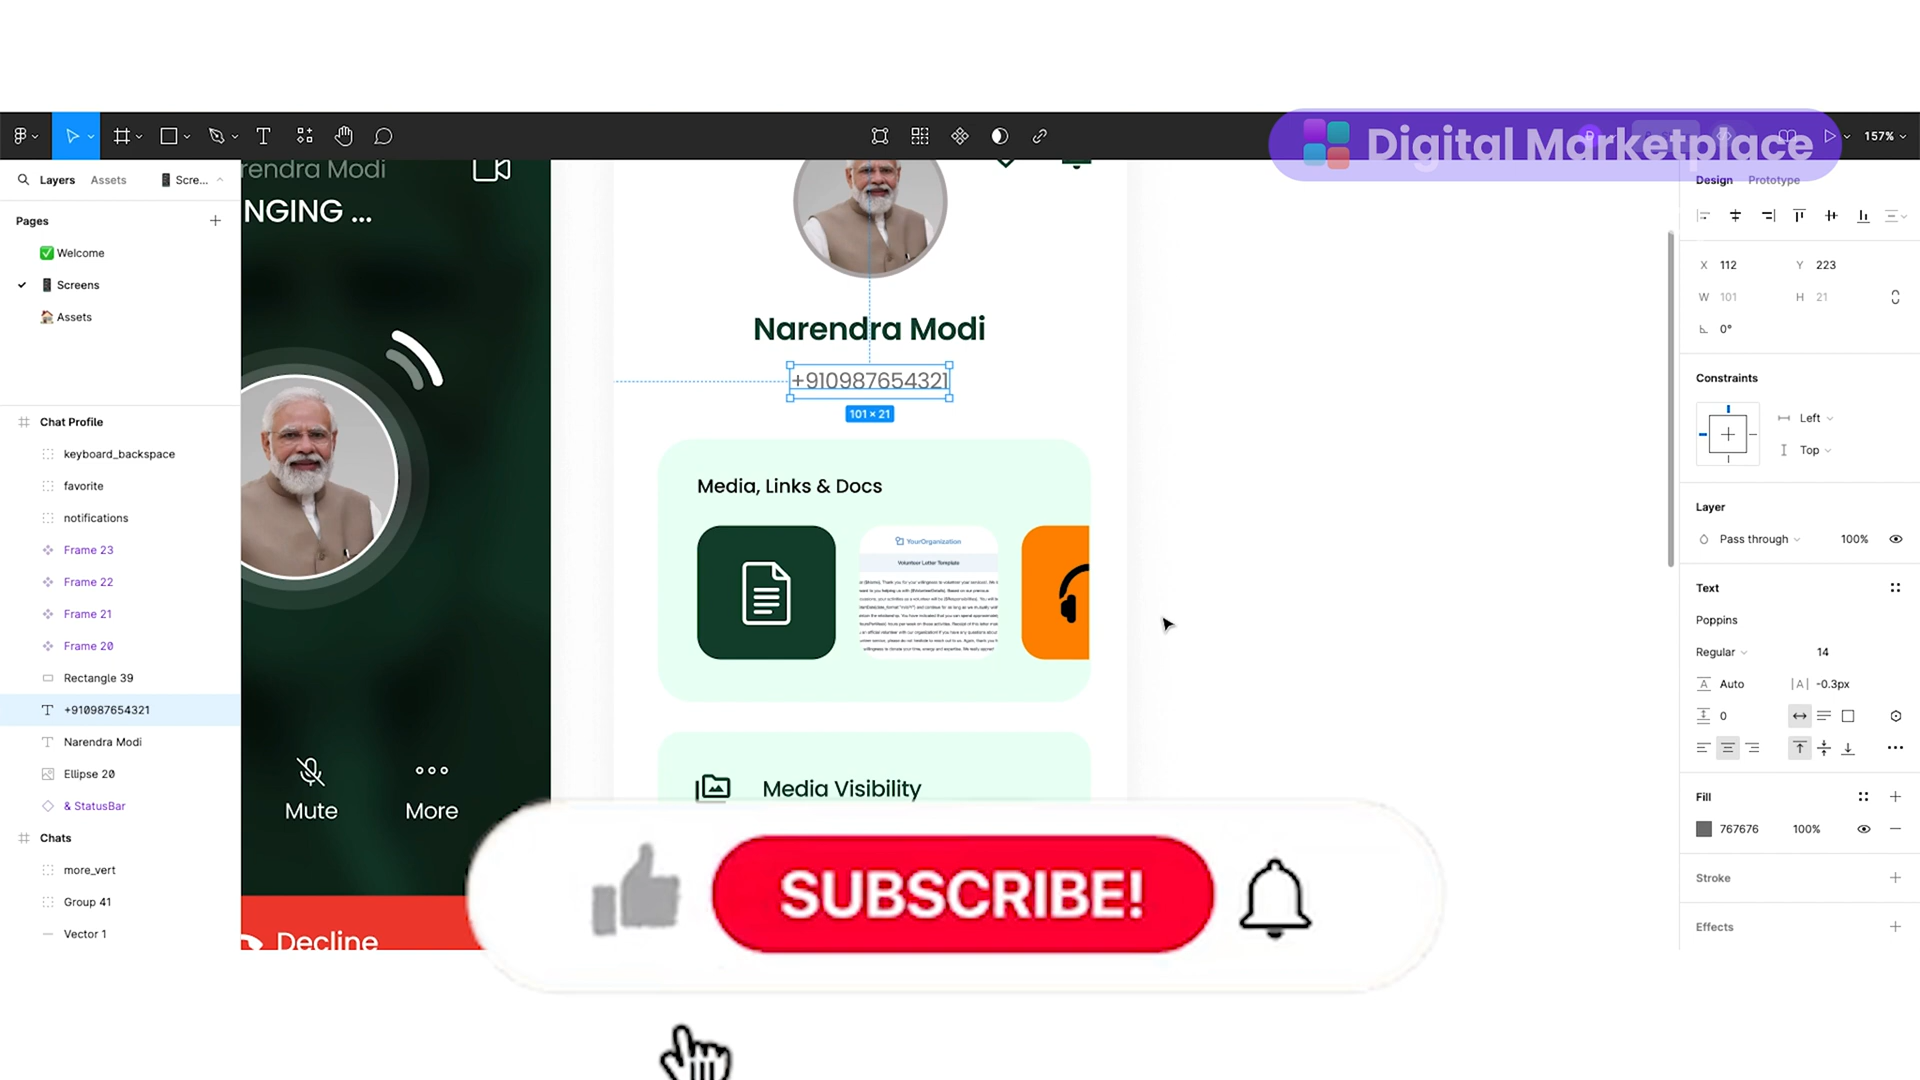 Digital Marketplace
157%
Layers
Assets
Scre...
Design
Prototype
Pages
Welcome
Screens
Assets
Chat Profile
keyboard_backspace
favorite
notifications
Frame 23
Frame 22
Frame 21
Frame 20
Rectangle 39
+910987654321
Narendra Modi
Ellipse 20
& StatusBar
Chats
more_vert
Group 41
Vector 1
rendra Modi
NGING ...
Mute
More
Decline
Narendra Modi
+910987654321
101 × 21
Media, Links & Docs
YourOrganization
Volunteer Letter Template
Media Visibility
SUBSCRIBE!
X 112
Y 223
W 101
H 21
0°
Constraints
Left
Top
Layer
Pass through
100%
Text
Poppins
Regular
14
Auto
-0.3px
0
Fill
767676
100%
Stroke
Effects